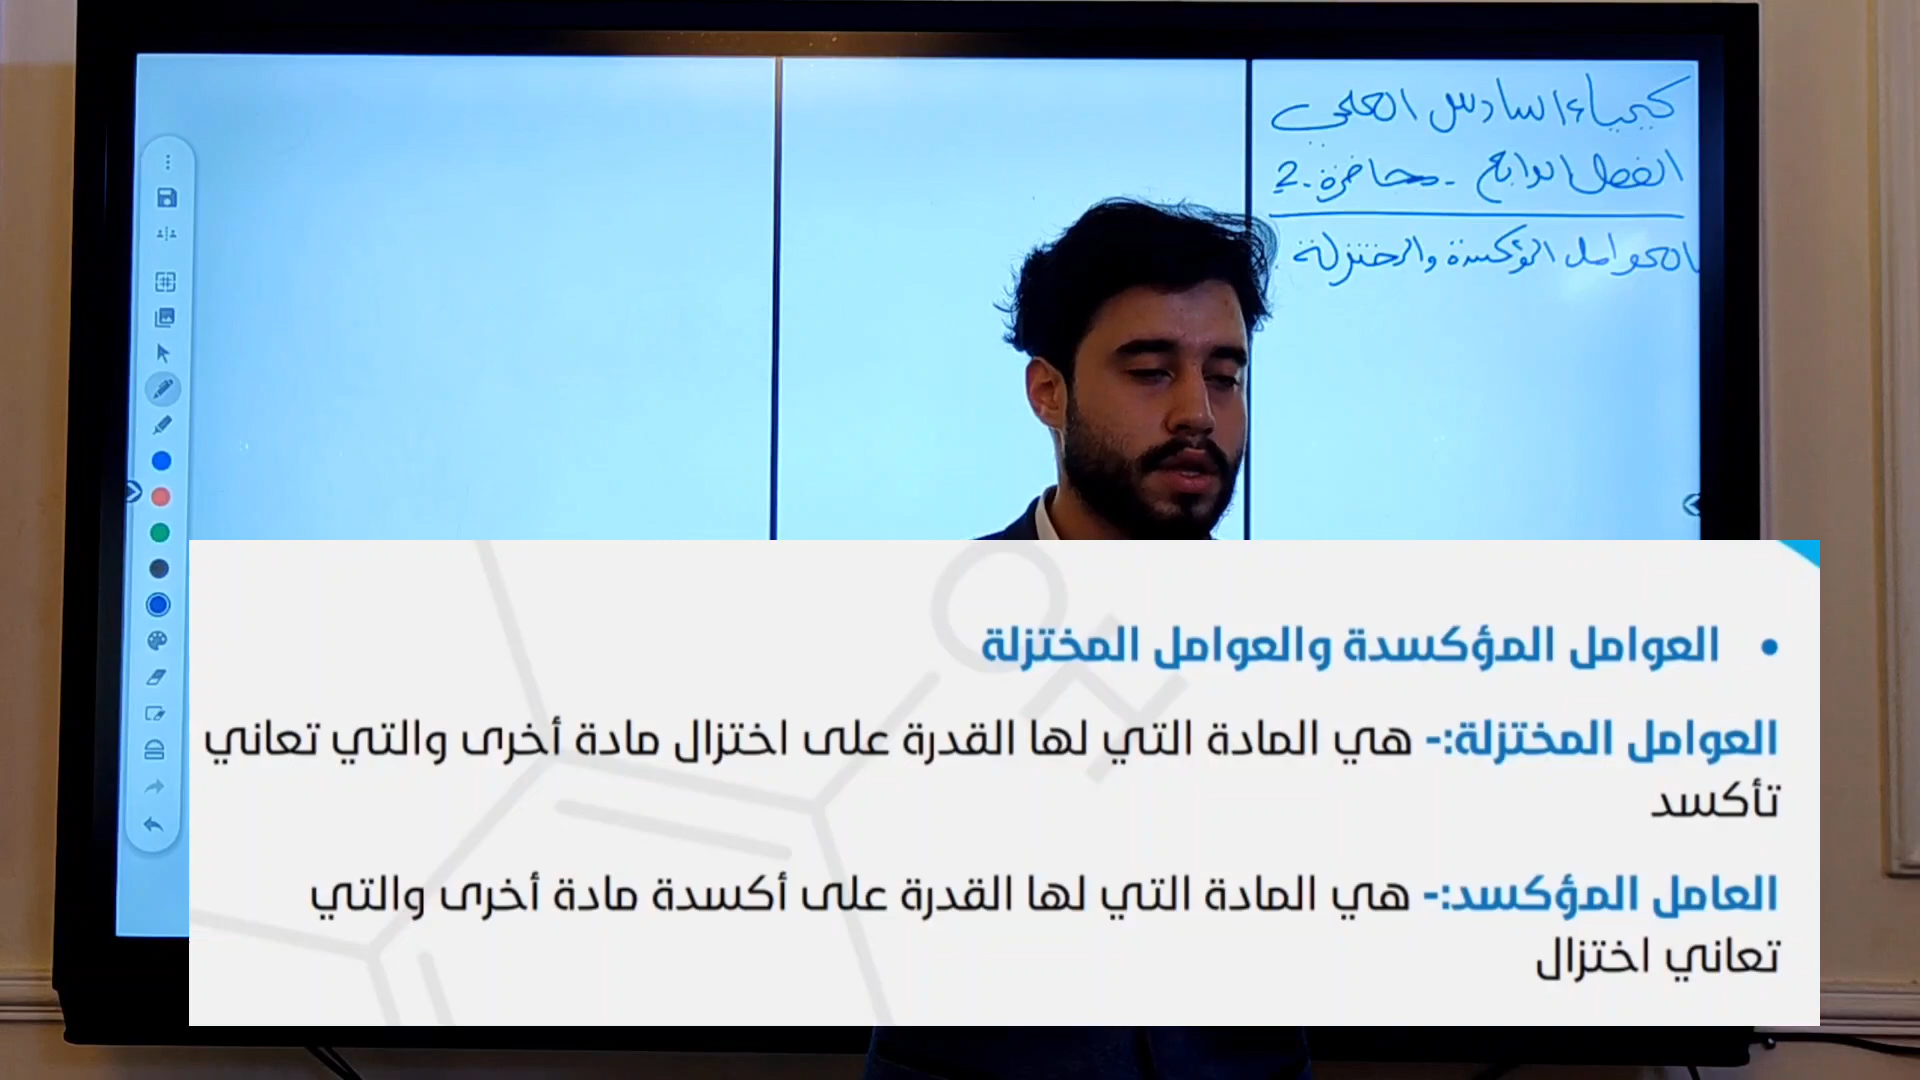 كيمياء السادس العلمي
الفصل الرابع - محاضرة - 2
العوامل المؤكسدة والمختزلة
• العوامل المؤكسدة والعوامل المختزلة
العوامل المختزلة:- هي المادة التي لها القدرة على اختزال مادة أخرى والتي تعاني
تأكسد
العامل المؤكسد:- هي المادة التي لها القدرة على أكسدة مادة أخرى والتي
تعاني اختزال